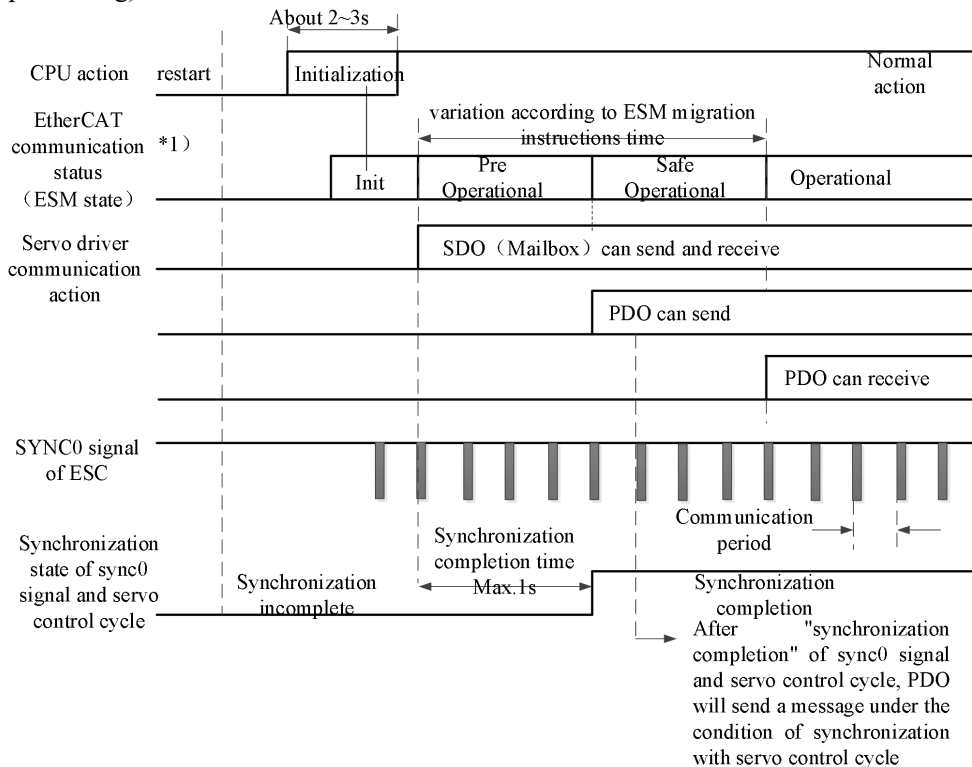 About 2~3s
CPU action
restart
Initialization
Normal
action
EtherCAT
communication
status
（ESM state）
*1）
variation according to ESM migration
instructions time
Init
Pre
Operational
Safe
Operational
Operational
Servo driver
communication
action
SDO（Mailbox）can send and receive
PDO can send
PDO can receive
SYNC0 signal
of ESC
Communication
period
Synchronization
state of sync0
signal and servo
control cycle
Synchronization
incomplete
Synchronization
completion time
Max.1s
Synchronization
completion
After "synchronization
completion" of sync0 signal
and servo control cycle, PDO
will send a message under the
condition of synchronization
with servo control cycle